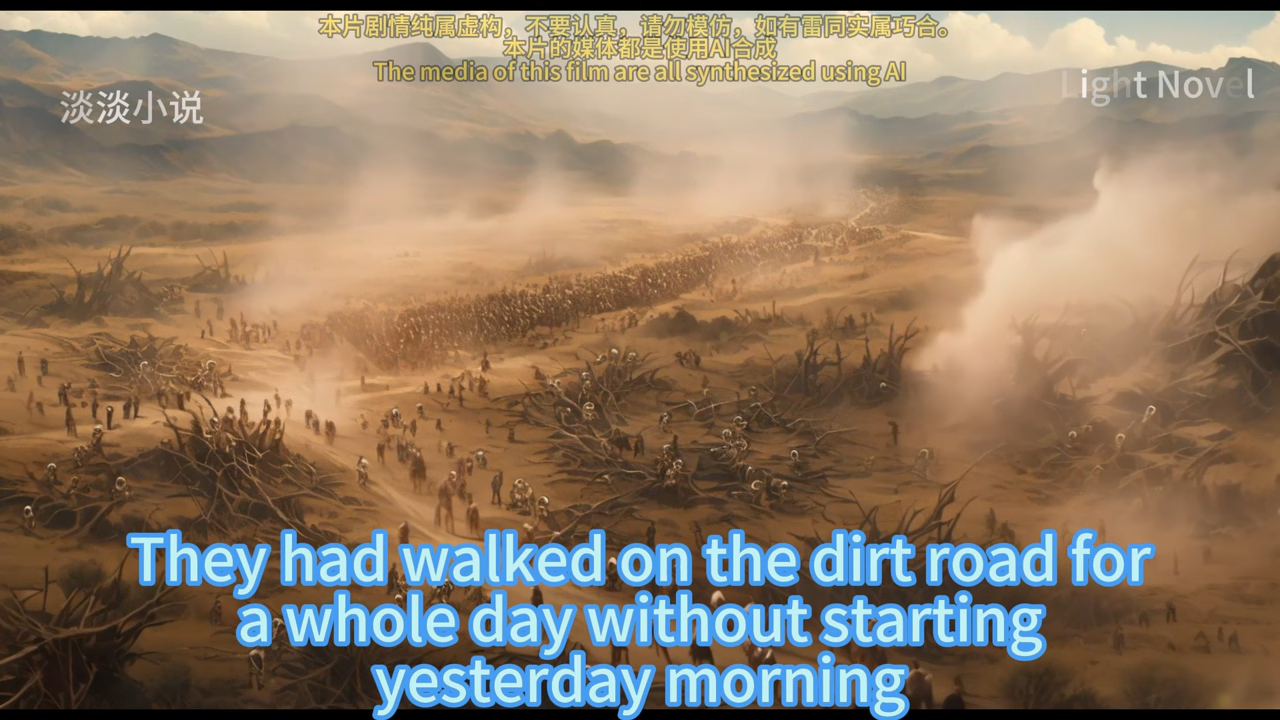 本片剧情纯属虚构，不要认真，请勿模仿，如有雷同实属巧合。
本片的媒体都是使用AI合成
The media of this film are all synthesized using AI
淡淡小说
Light Novel
They had walked on the dirt road for
a whole day without starting
yesterday morning